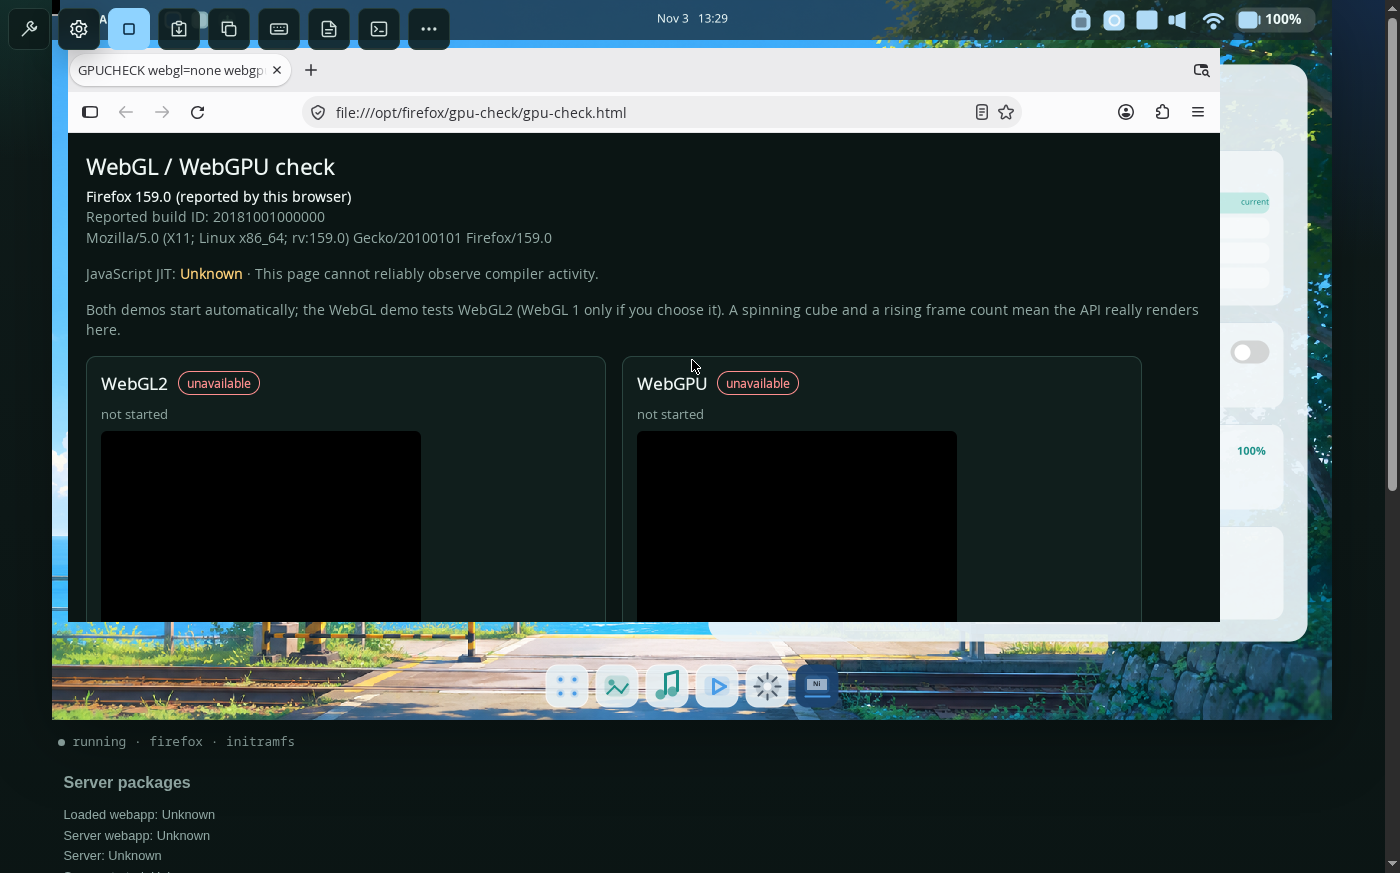 Nov 3 13:29
100%
GPUCHECK webgl=none webgp
file:///opt/firefox/gpu-check/gpu-check.html
WebGL / WebGPU check
Firefox 159.0 (reported by this browser)
Reported build ID: 20181001000000
Mozilla/5.0 (X11; Linux x86_64; rv:159.0) Gecko/20100101 Firefox/159.0
JavaScript JIT: Unknown · This page cannot reliably observe compiler activity.
Both demos start automatically; the WebGL demo tests WebGL2 (WebGL 1 only if you choose it). A spinning cube and a rising frame count mean the API really renders
here.
WebGL2 unavailable
not started
WebGPU unavailable
not started
current
100%
Ni
● running · firefox · initramfs
Server packages
Loaded webapp: Unknown
Server webapp: Unknown
Server: Unknown